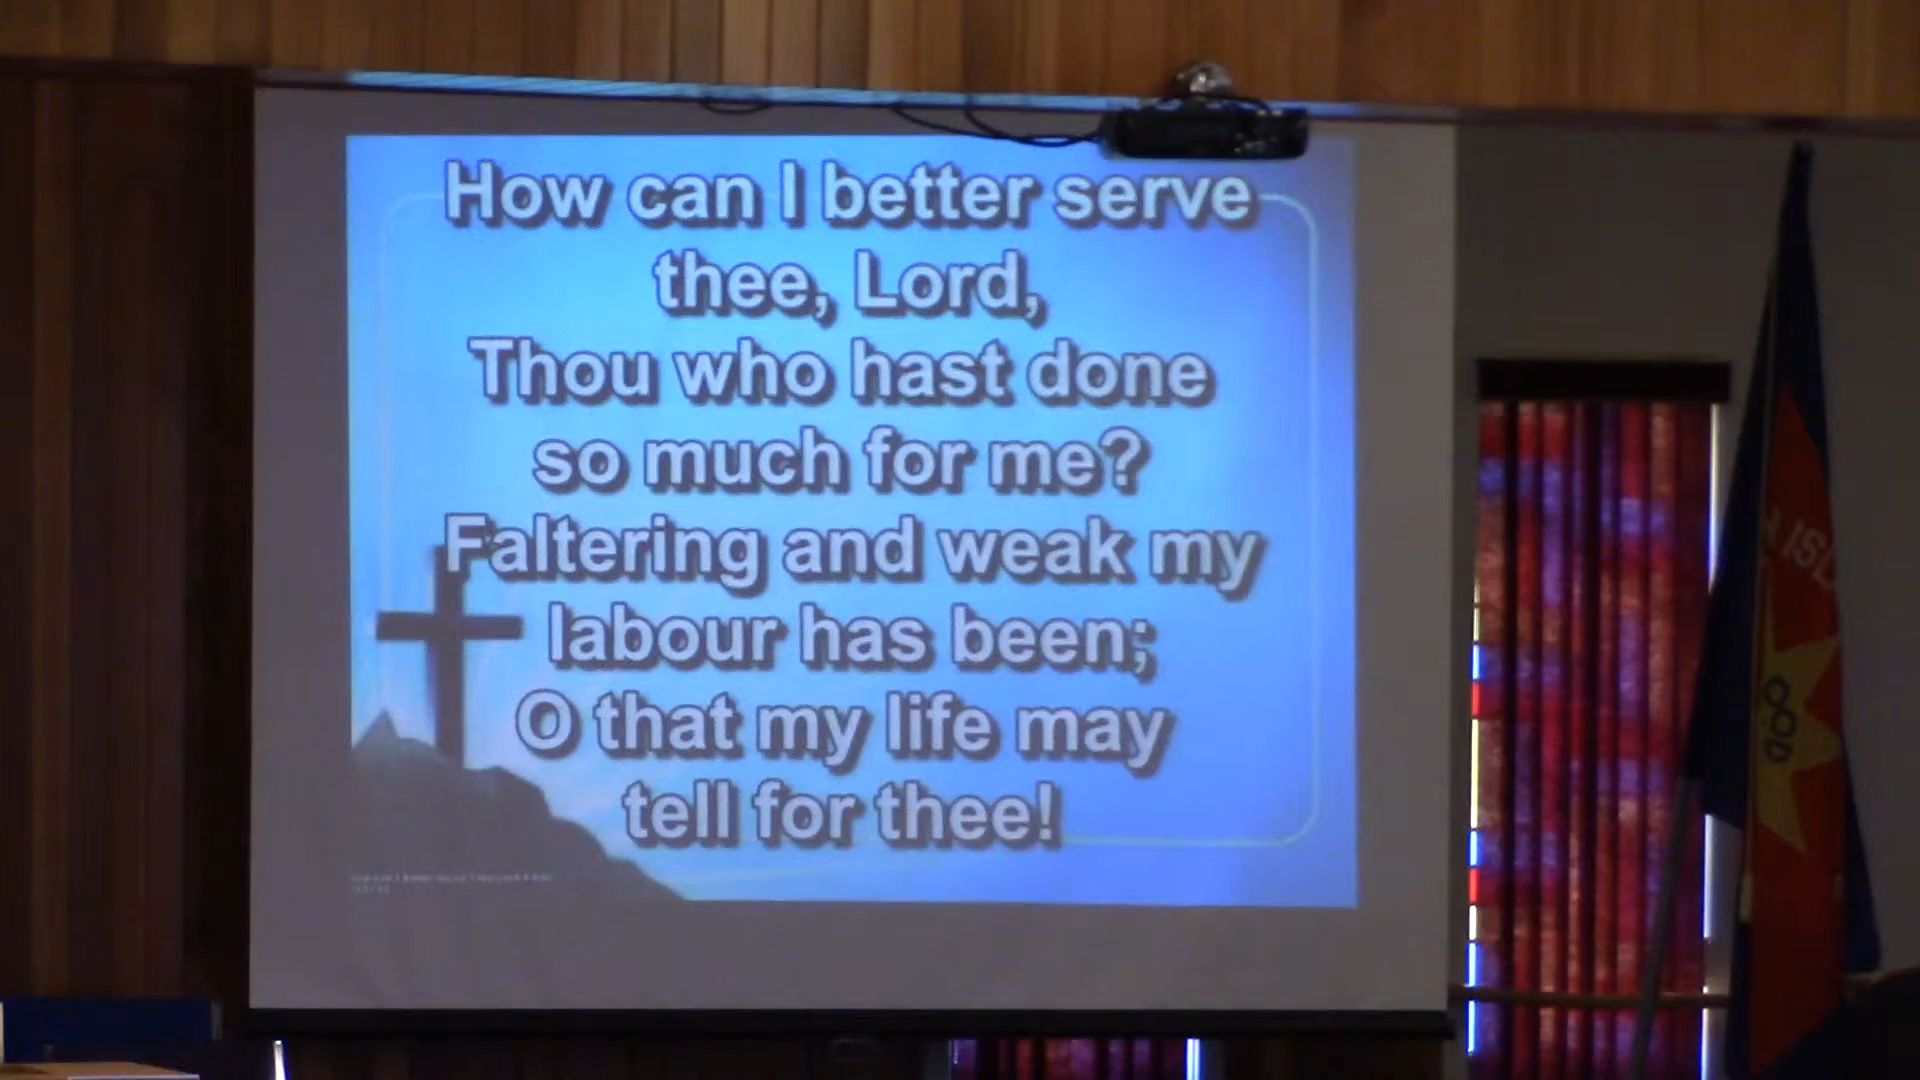 How can I better serve
thee, Lord,
Thou who hast done
so much for me?
Faltering and weak my
labour has been;
O that my life may
tell for thee!